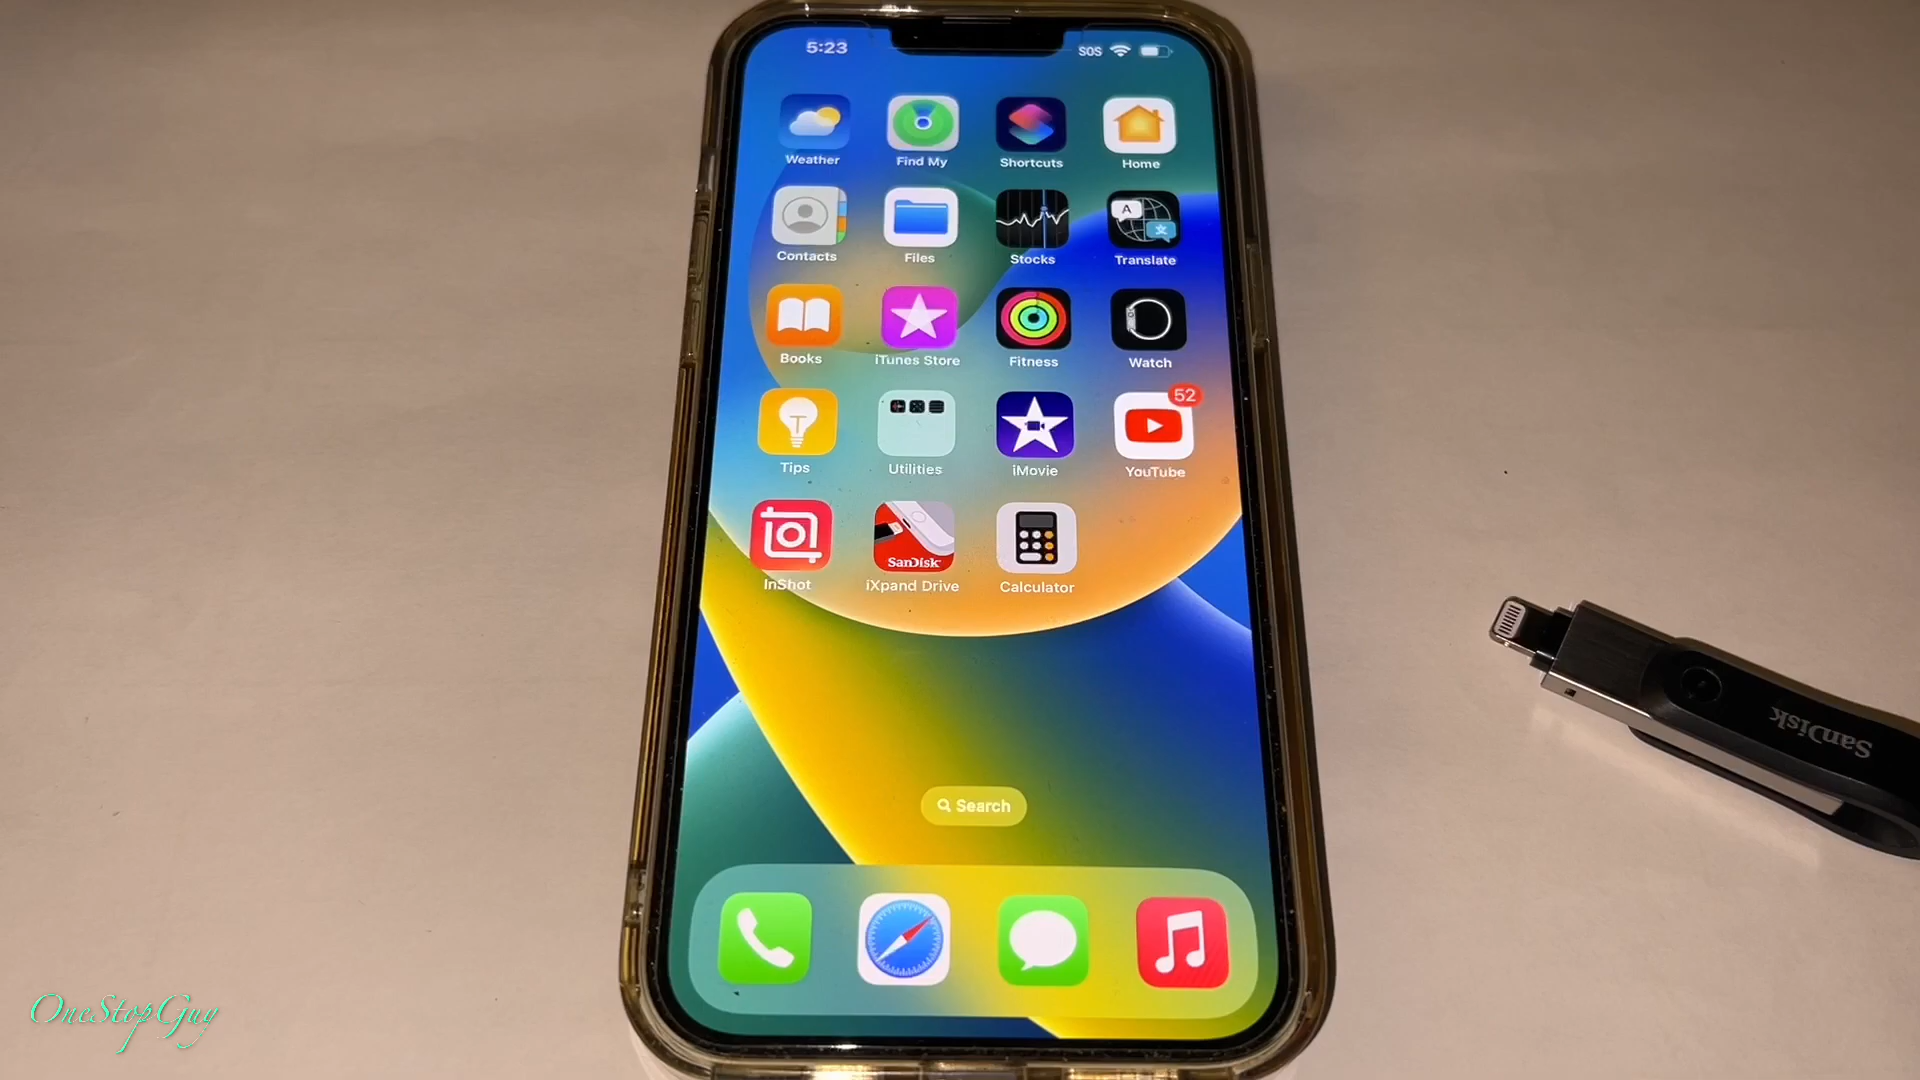 5:23 SOS
Weather Find My Shortcuts Home
Contacts Files Stocks Translate
Books iTunes Store Fitness Watch
52
Tips Utilities iMovie YouTube
SanDisk
InShot iXpand Drive Calculator
SanDisk
Search
OneStopGuy